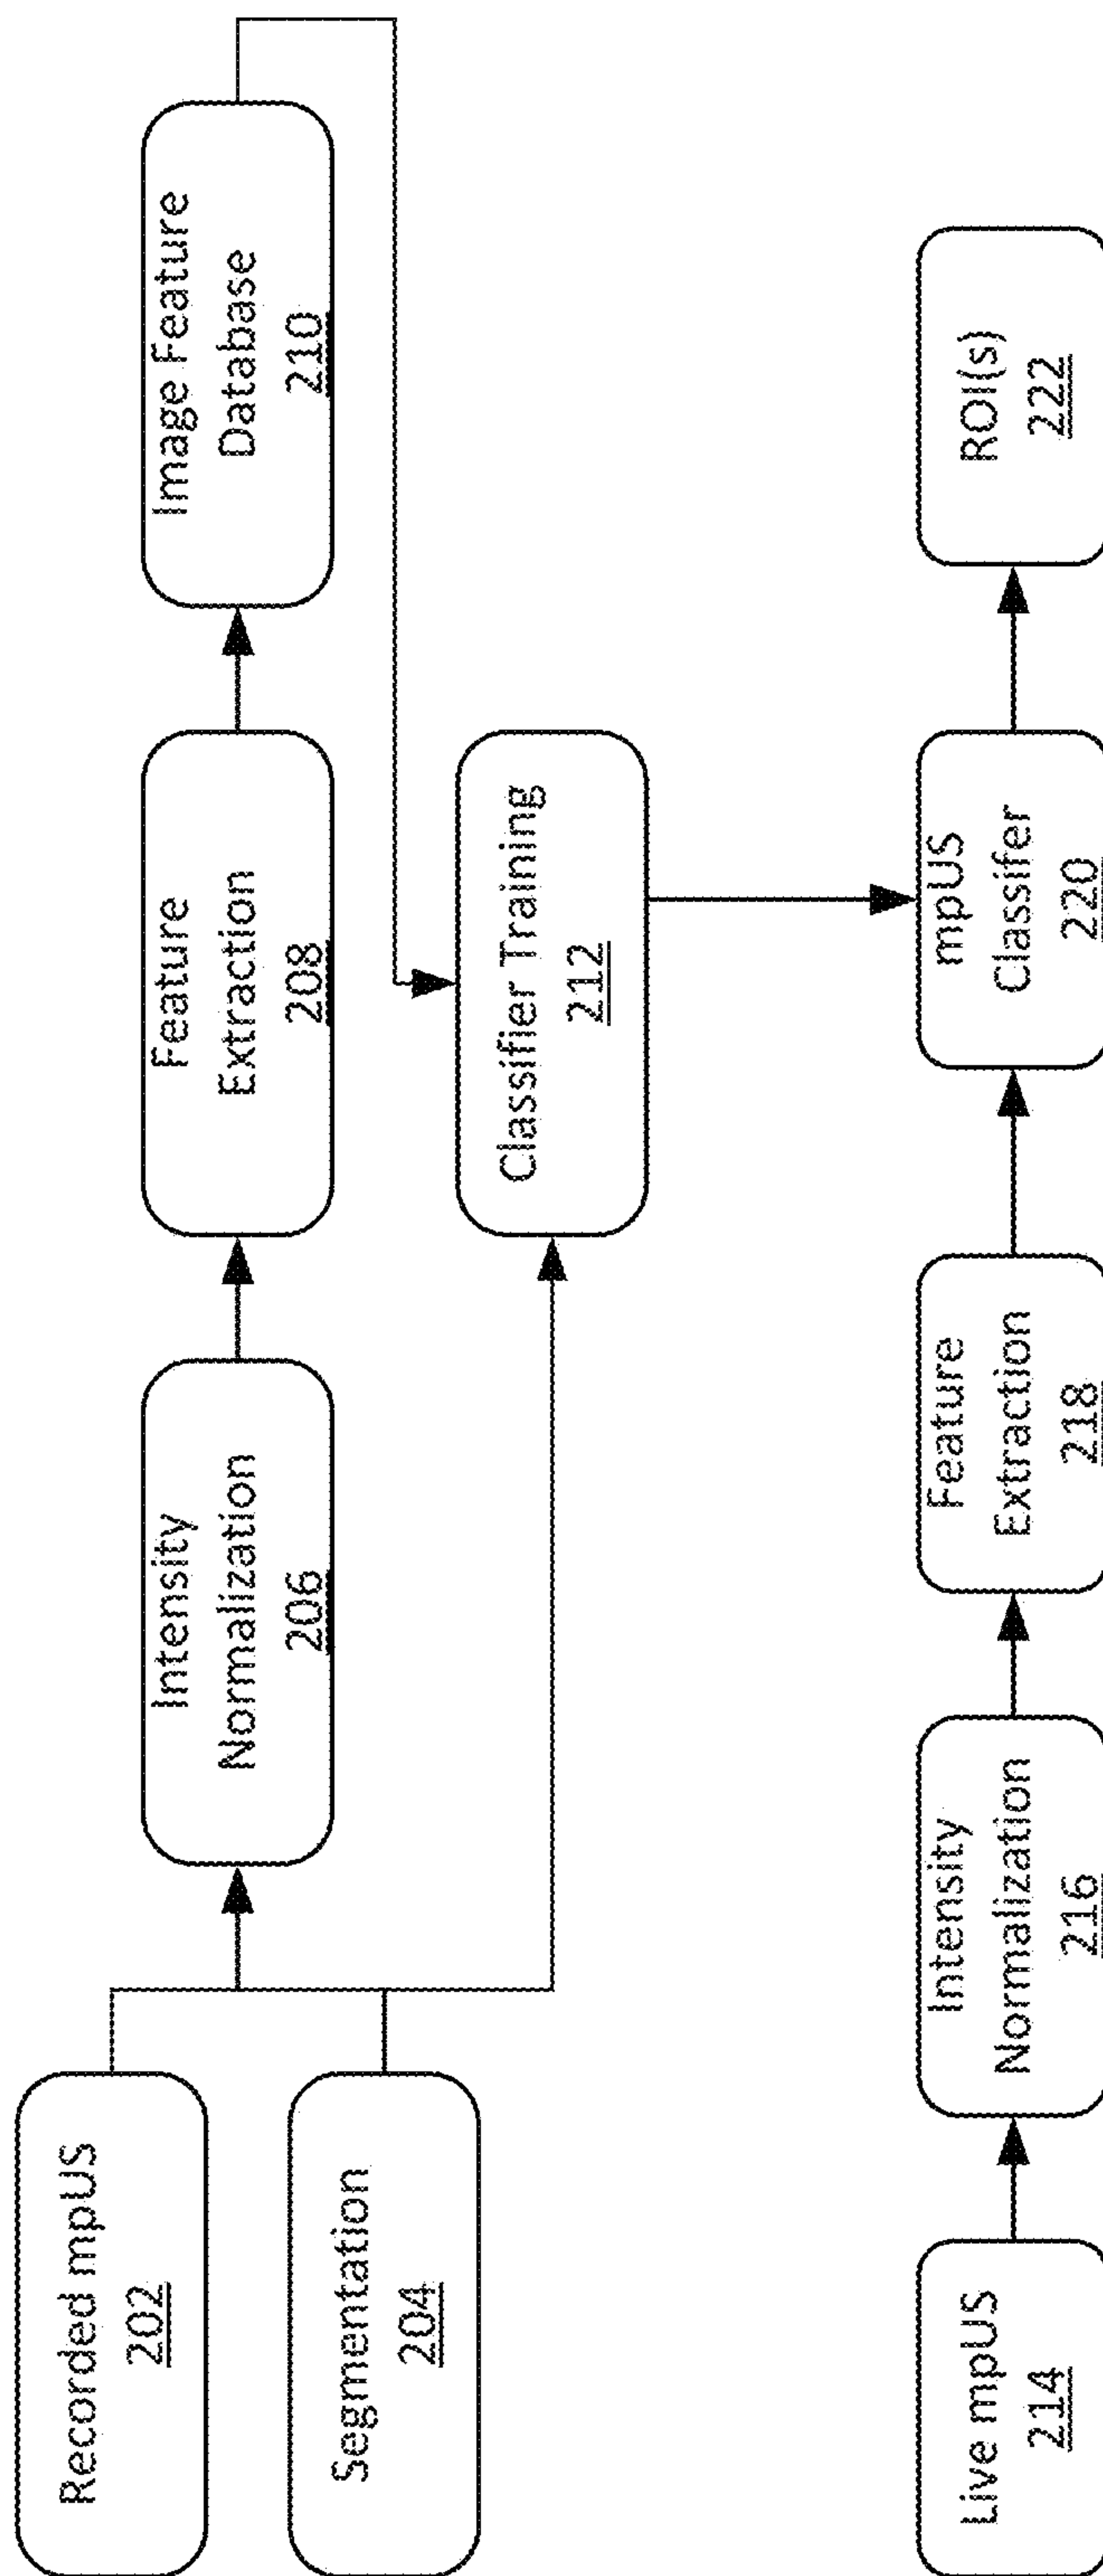 Recorded mpUS
202
Segmentation
204
Intensity
Normalization
206
Feature
Extraction
208
Image Feature
Database
210
Classifier Training
212
Live mpUS
214
Intensity
Normalization
216
Feature
Extraction
218
mpUS
Classifer
220
ROI(s)
222